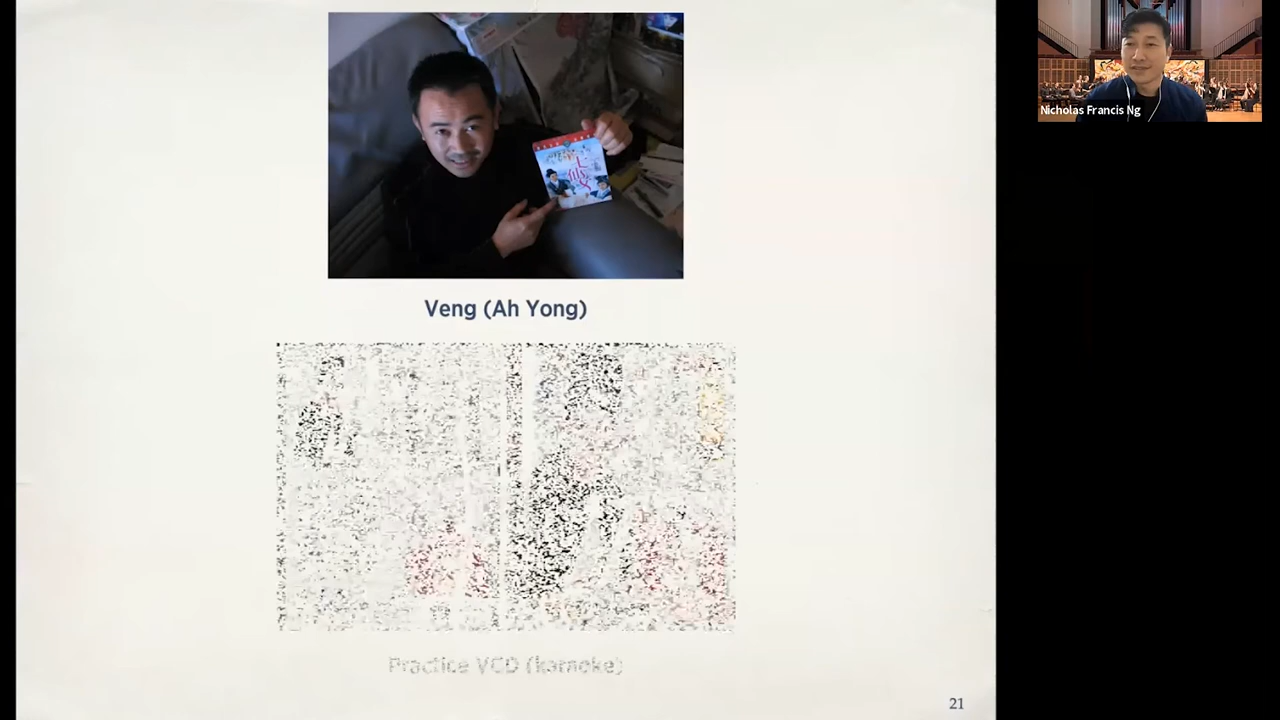 Veng (Ah Yong)
Practice VCD (karaoke)
21
Nicholas Francis Ng